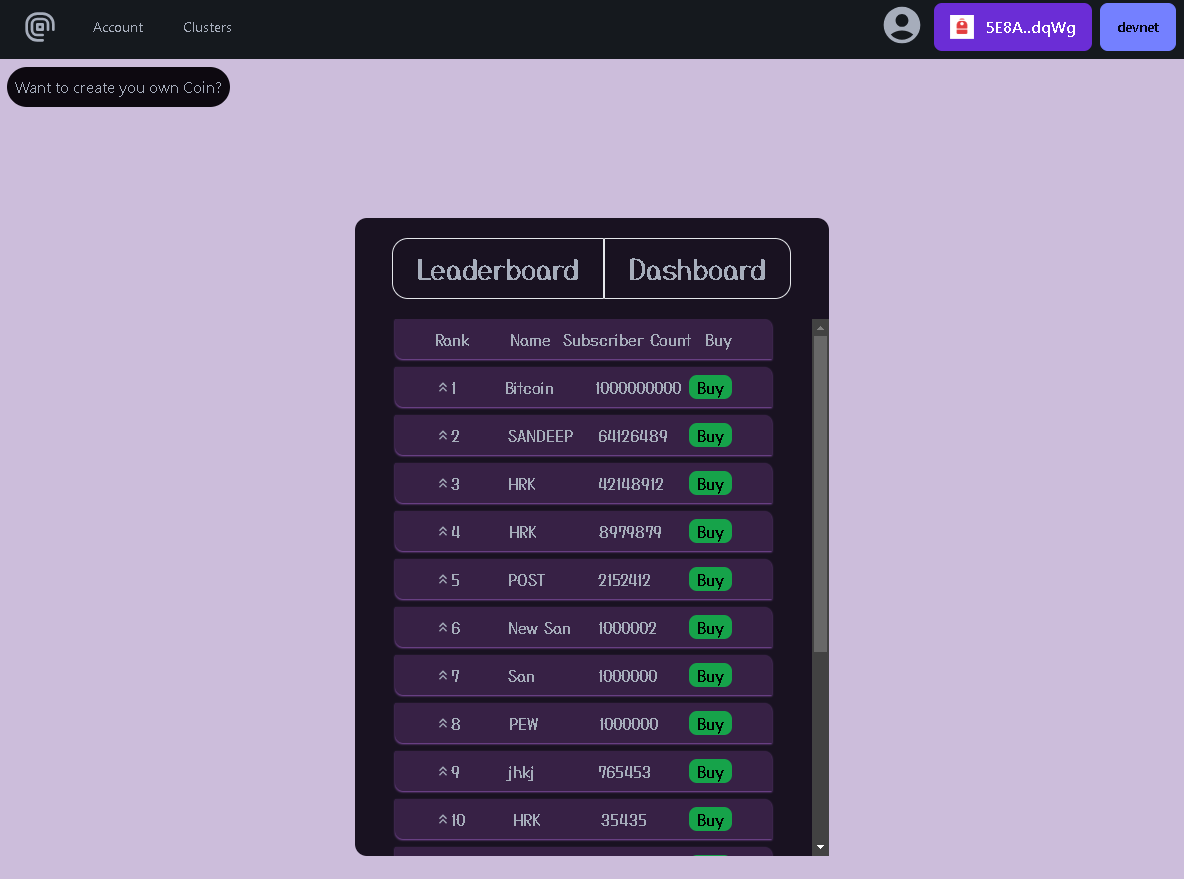 Account Clusters 5E8A..dqWg devnet
Want to create you own Coin?
Leaderboard Dashboard
Rank Name Subscriber Count Buy
1 Bitcoin 1000000000 Buy
2 SANDEEP 64126489 Buy
3 HRK 42148912 Buy
4 HRK 8979879 Buy
5 POST 2152412 Buy
6 New San 1000002 Buy
7 San 1000000 Buy
8 PEW 1000000 Buy
9 jhkj 765453 Buy
10 HRK 35435 Buy